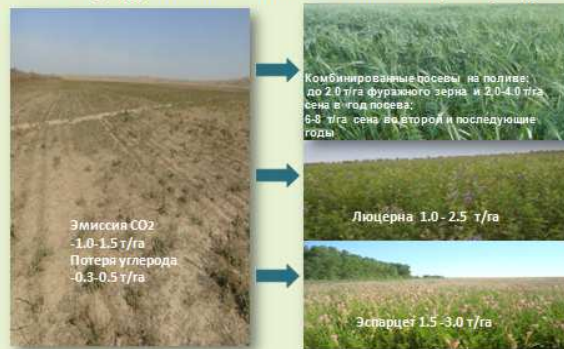 Эмиссия CO2
-1.0-1.5 т/га
Потеря углерода
-0.3-0.5 т/га
Комбинированные посевы на поливе:
до 2.0 т/га фуражного зерна и 2,0-4.0 т/га
сена в год посева;
6-8 т/га сена во второй и последующие
годы
Люцерна 1.0 - 2.5 т/га
Эспарцет 1.5 -3.0 т/га